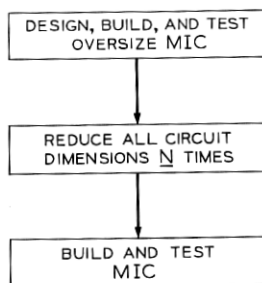 DESIGN, BUILD, AND TEST
OVERSIZE MIC
REDUCE ALL CIRCUIT
DIMENSIONS N TIMES
BUILD AND TEST
MIC